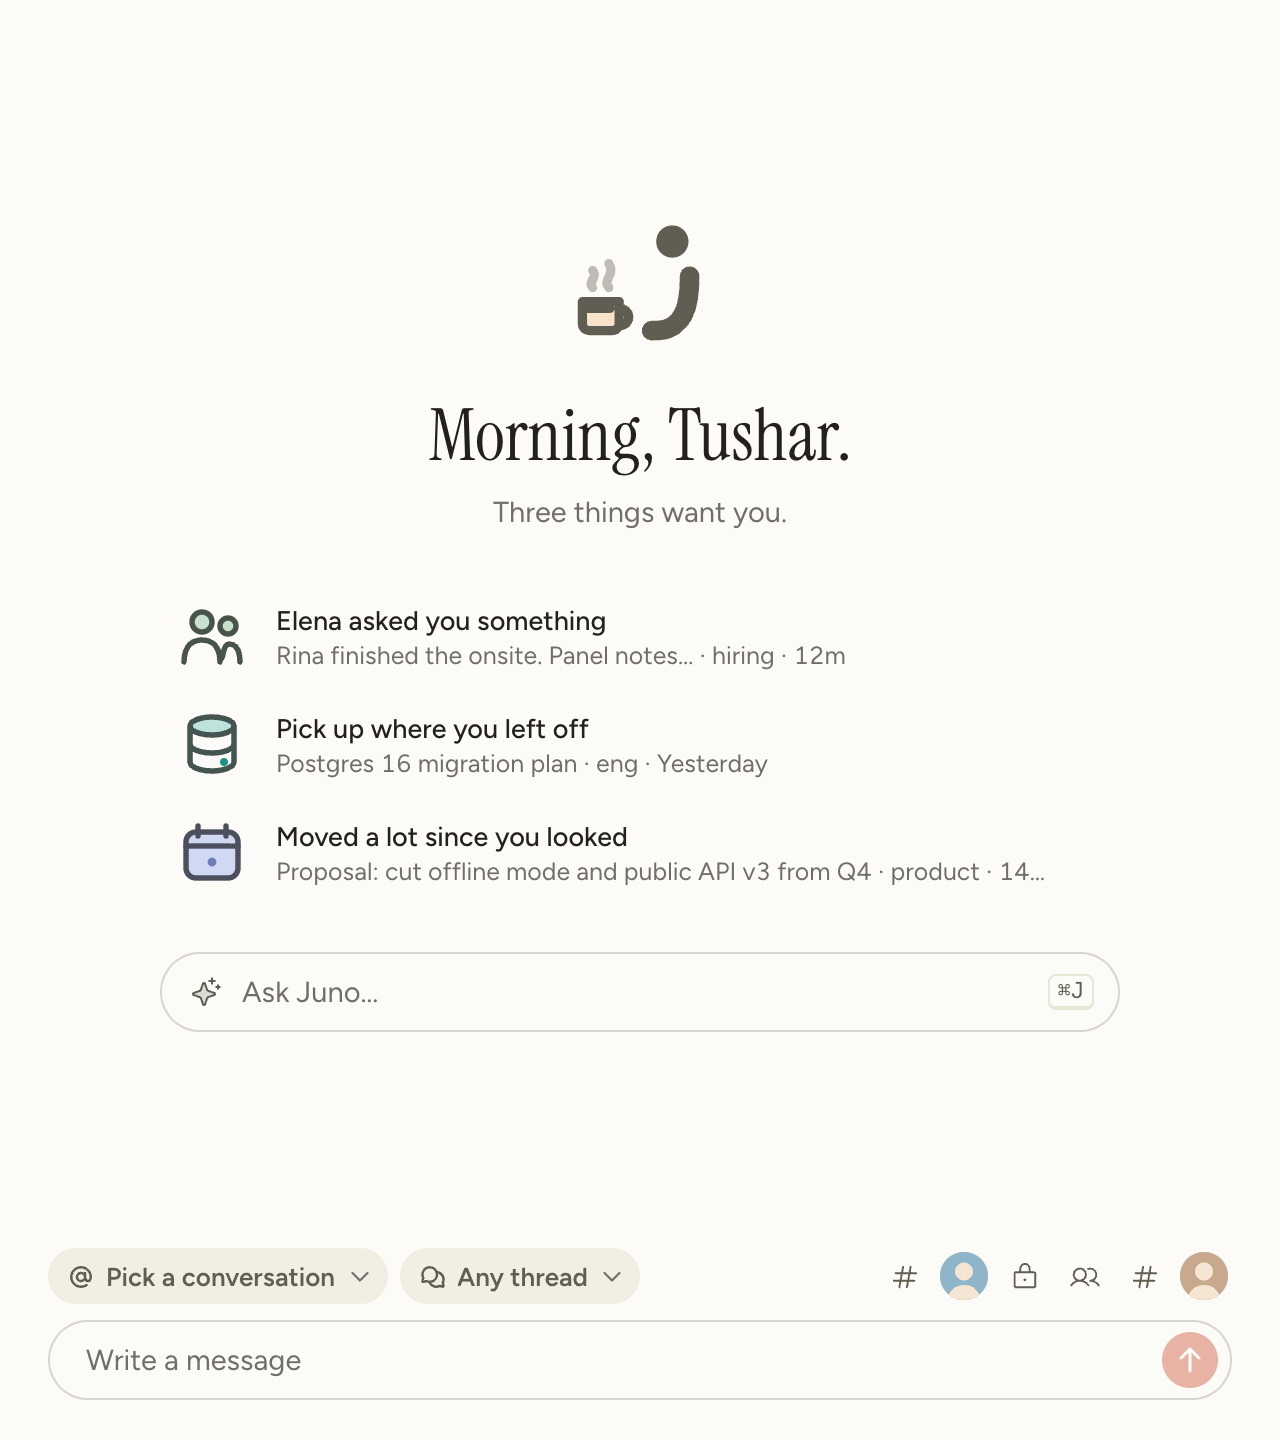 Morning, Tushar.
Three things want you.
Elena asked you something
Rina finished the onsite. Panel notes... · hiring · 12m
Pick up where you left off
Postgres 16 migration plan · eng · Yesterday
Moved a lot since you looked
Proposal: cut offline mode and public API v3 from Q4 · product · 14...
Ask Juno... ⌘J
@ Pick a conversation Any thread # #
Write a message